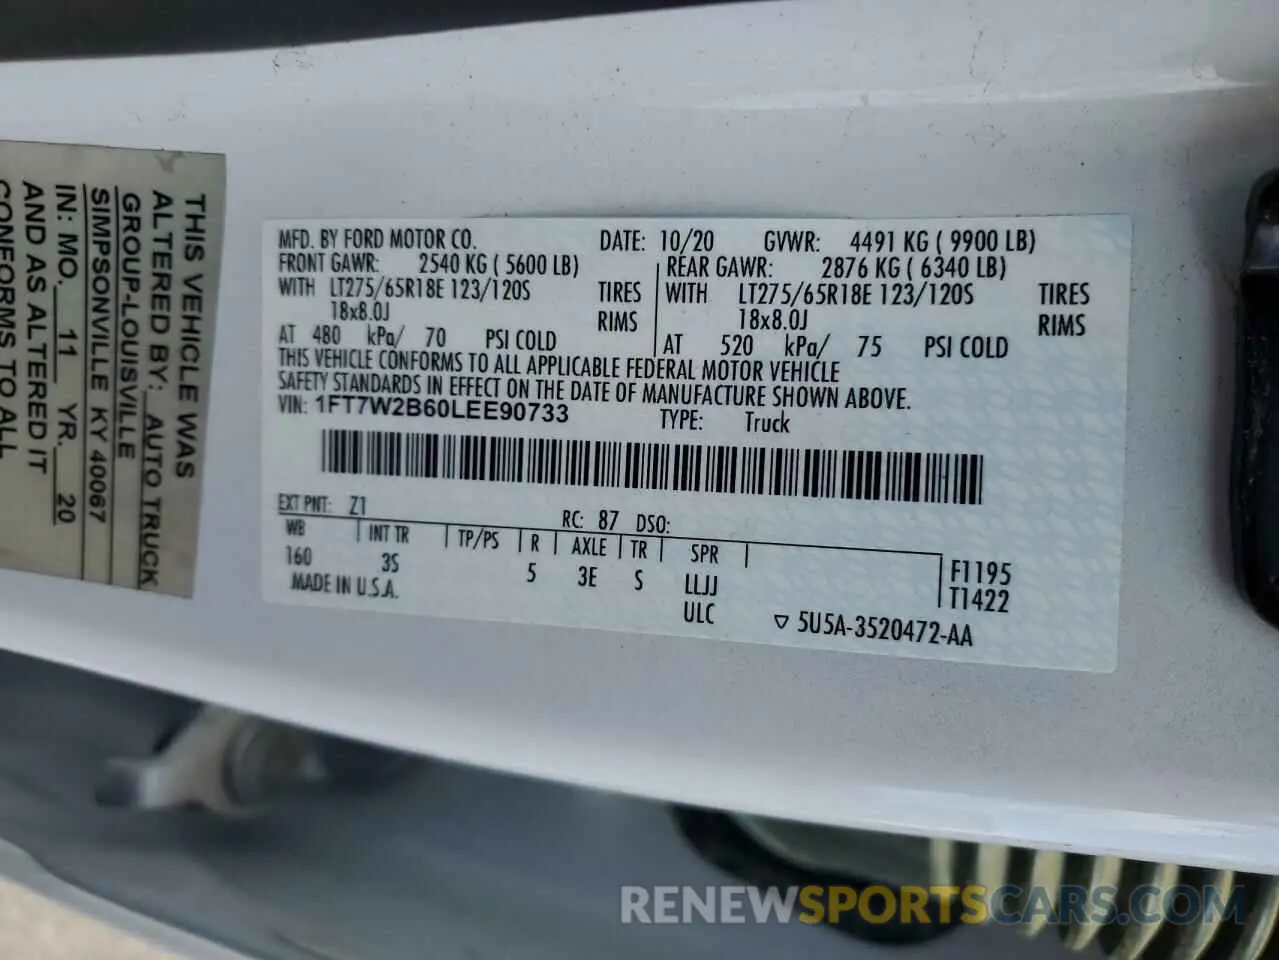 THIS VEHICLE WAS
ALTERED BY: AUTO TRUCK
GROUP-LOUISVILLE
SIMPSONVILLE KY 40067
IN: MO. 11 YR. 20
AND AS ALTERED IT
CONFORMS TO ALL
MFD. BY FORD MOTOR CO. DATE: 10/20 GVWR: 4491 KG ( 9900 LB)
FRONT GAWR: 2540 KG ( 5600 LB) REAR GAWR: 2876 KG ( 6340 LB)
WITH LT275/65R18E 123/120S TIRES WITH LT275/65R18E 123/120S TIRES
18x8.0J RIMS 18x8.0J RIMS
AT 480 kPa/ 70 PSI COLD AT 520 kPa/ 75 PSI COLD
THIS VEHICLE CONFORMS TO ALL APPLICABLE FEDERAL MOTOR VEHICLE
SAFETY STANDARDS IN EFFECT ON THE DATE OF MANUFACTURE SHOWN ABOVE.
VIN: 1FT7W2B60LEE90733 TYPE: Truck
EXT PNT: Z1 RC: 87 DSO:
WB INT TR TP/PS R AXLE TR SPR
160 3S 5 3E S LLJJ F1195
MADE IN U.S.A. ULC T1422
5U5A-3520472-AA
RENEWSPORTSCARS.COM